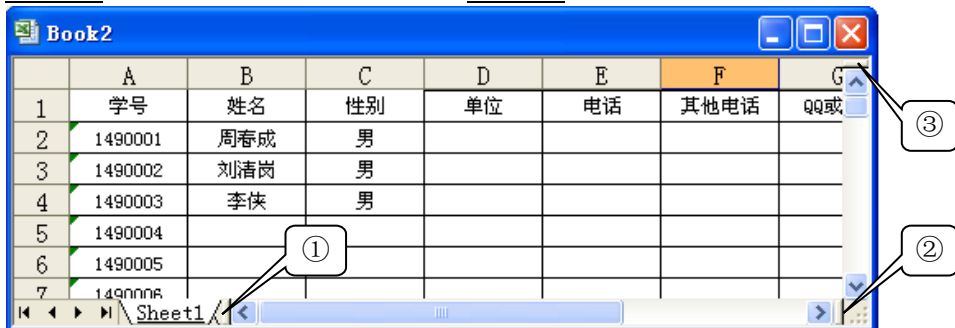 Book2
A B C D E F G
1 学号 姓名 性别 单位 电话 其他电话 QQ或
2 1490001 周春成 男
3 1490002 刘清岗 男
4 1490003 李侠 男
5 1490004
6 1490005
7 1490006
Sheet1
①
②
③